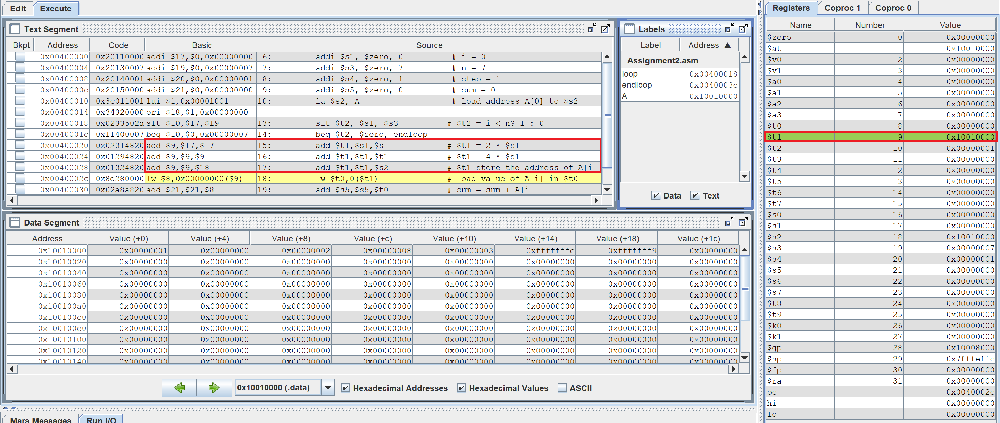 Edit Execute
Text Segment
Bkpt Address Code Basic Source
0x00400000 0x20110000 addi $17,$0,0x00000000 6: addi $s1, $zero, 0 # i = 0
0x00400004 0x20130007 addi $19,$0,0x00000007 7: addi $s3, $zero, 7 # n = 7
0x00400008 0x20140001 addi $20,$0,0x00000001 8: addi $s4, $zero, 1 # step = 1
0x0040000c 0x20150000 addi $21,$0,0x00000000 9: addi $s5, $zero, 0 # sum = 0
0x00400010 0x3c011001 lui $1,0x00001001 10: la $s2, A # load address A[0] to $s2
0x00400014 0x34320000 ori $18,$1,0x00000000
0x00400018 0x0233502a slt $10,$17,$19 13: slt $t2, $s1, $s3 # $t2 = i < n? 1 : 0
0x0040001c 0x11400007 beq $10,$0,0x00000007 14: beq $t2, $zero, endloop
0x00400020 0x02314820 add $9,$17,$17 15: add $t1,$s1,$s1 # $t1 = 2 * $s1
0x00400024 0x01294820 add $9,$9,$9 16: add $t1,$t1,$t1 # $t1 = 4 * $s1
0x00400028 0x01324820 add $9,$9,$18 17: add $t1,$t1,$s2 # $t1 store the address of A[i]
0x0040002c 0x8d280000 lw $8,0x00000000($9) 18: lw $t0,0($t1) # load value of A[i] in $t0
0x00400030 0x02a8a820 add $21,$21,$8 19: add $s5,$s5,$t0 # sum = sum + A[i]
Labels
Label Address ▲
Assignment2.asm
loop 0x00400018
endloop 0x0040003c
A 0x10010000
Data Text
Data Segment
Address Value (+0) Value (+4) Value (+8) Value (+c) Value (+10) Value (+14) Value (+18) Value (+1c)
0x10010000 0x00000001 0x00000000 0x00000002 0x00000008 0x00000003 0xfffffffc 0xfffffff9 0x00000000
0x10010020 0x00000000 0x00000000 0x00000000 0x00000000 0x00000000 0x00000000 0x00000000 0x00000000
0x10010040 0x00000000 0x00000000 0x00000000 0x00000000 0x00000000 0x00000000 0x00000000 0x00000000
0x10010060 0x00000000 0x00000000 0x00000000 0x00000000 0x00000000 0x00000000 0x00000000 0x00000000
0x10010080 0x00000000 0x00000000 0x00000000 0x00000000 0x00000000 0x00000000 0x00000000 0x00000000
0x100100a0 0x00000000 0x00000000 0x00000000 0x00000000 0x00000000 0x00000000 0x00000000 0x00000000
0x100100c0 0x00000000 0x00000000 0x00000000 0x00000000 0x00000000 0x00000000 0x00000000 0x00000000
0x100100e0 0x00000000 0x00000000 0x00000000 0x00000000 0x00000000 0x00000000 0x00000000 0x00000000
0x10010100 0x00000000 0x00000000 0x00000000 0x00000000 0x00000000 0x00000000 0x00000000 0x00000000
0x10010120 0x00000000 0x00000000 0x00000000 0x00000000 0x00000000 0x00000000 0x00000000 0x00000000
0x10010140 0x00000000 0x00000000 0x00000000 0x00000000 0x00000000 0x00000000 0x00000000 0x00000000
0x10010000 (.data) Hexadecimal Addresses Hexadecimal Values ASCII
Mars Messages Run I/O
Registers Coproc 1 Coproc 0
Name Number Value
$zero 0 0x00000000
$at 1 0x10010000
$v0 2 0x00000000
$v1 3 0x00000000
$a0 4 0x00000000
$a1 5 0x00000000
$a2 6 0x00000000
$a3 7 0x00000000
$t0 8 0x00000000
$t1 9 0x10010000
$t2 10 0x00000001
$t3 11 0x00000000
$t4 12 0x00000000
$t5 13 0x00000000
$t6 14 0x00000000
$t7 15 0x00000000
$s0 16 0x00000000
$s1 17 0x00000000
$s2 18 0x10010000
$s3 19 0x00000007
$s4 20 0x00000001
$s5 21 0x00000000
$s6 22 0x00000000
$s7 23 0x00000000
$t8 24 0x00000000
$t9 25 0x00000000
$k0 26 0x00000000
$k1 27 0x00000000
$gp 28 0x10008000
$sp 29 0x7fffeffc
$fp 30 0x00000000
$ra 31 0x00000000
pc 0x0040002c
hi 0x00000000
lo 0x00000000